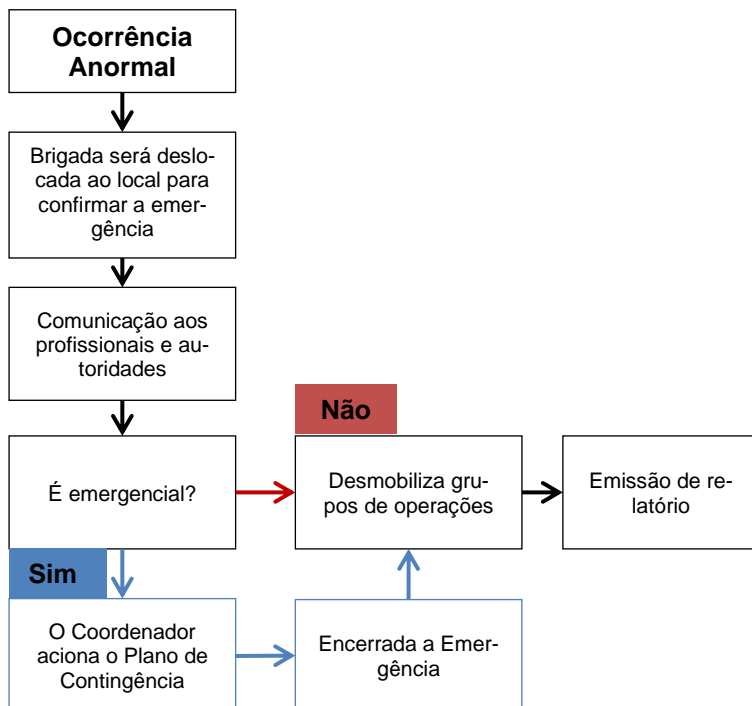 Ocorrência
Anormal
Brigada será deslo-
cada ao local para
confirmar a emer-
gência
Comunicação aos
profissionais e au-
toridades
Não
É emergencial?
Desmobiliza gru-
pos de operações
Emissão de re-
latório
Sim
O Coordenador
aciona o Plano de
Contingência
Encerrada a Emer-
gência